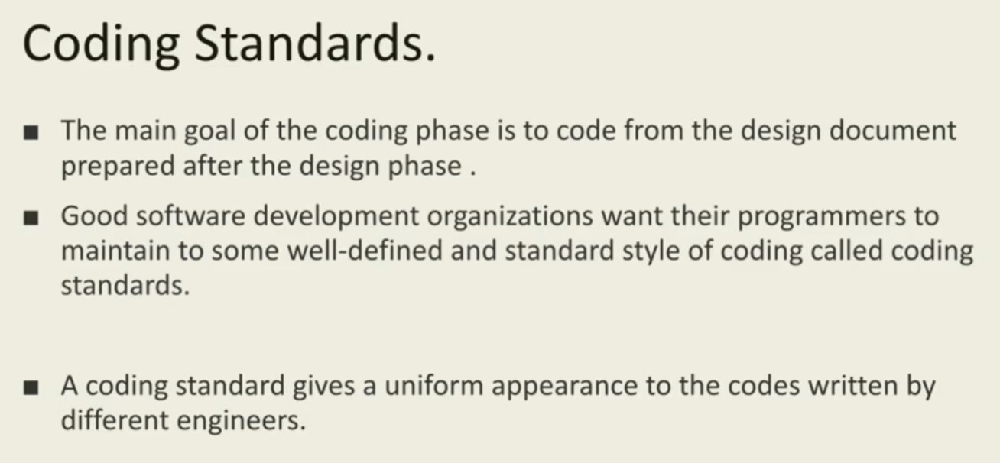 Coding Standards.
■ The main goal of the coding phase is to code from the design document
prepared after the design phase .
■ Good software development organizations want their programmers to
maintain to some well-defined and standard style of coding called coding
standards.
■ A coding standard gives a uniform appearance to the codes written by
different engineers.